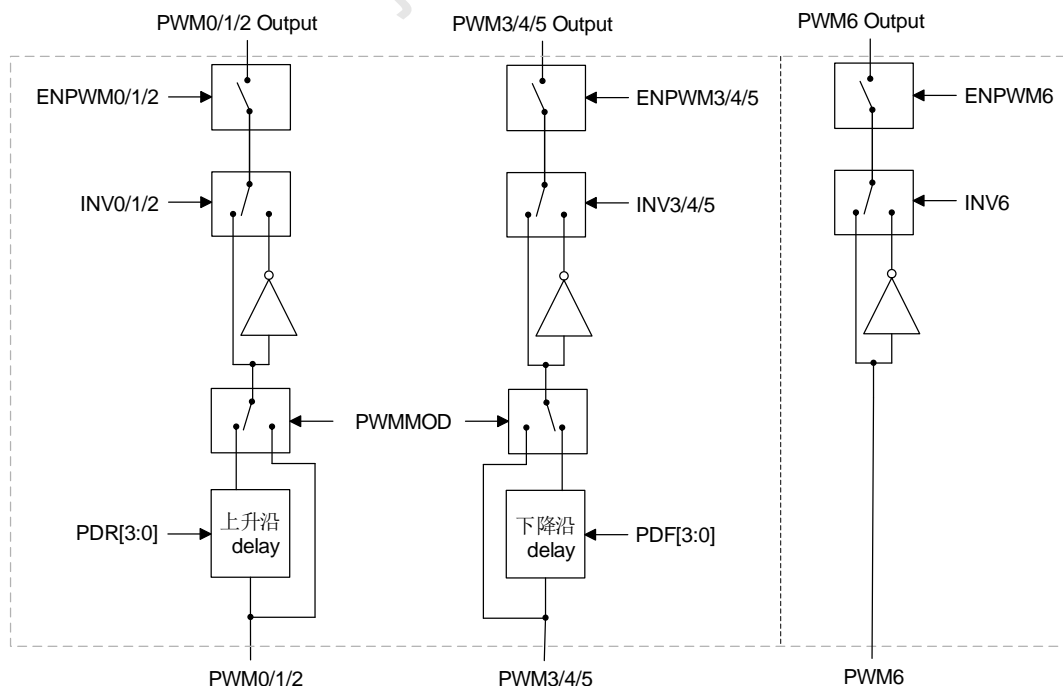 PWM0/1/2 Output
PWM3/4/5 Output
PWM6 Output
ENPWM0/1/2
ENPWM3/4/5
ENPWM6
INV0/1/2
INV3/4/5
INV6
PWMMOD
PDR[3:0]
上升沿
delay
下降沿
delay
PDF[3:0]
PWM0/1/2
PWM3/4/5
PWM6